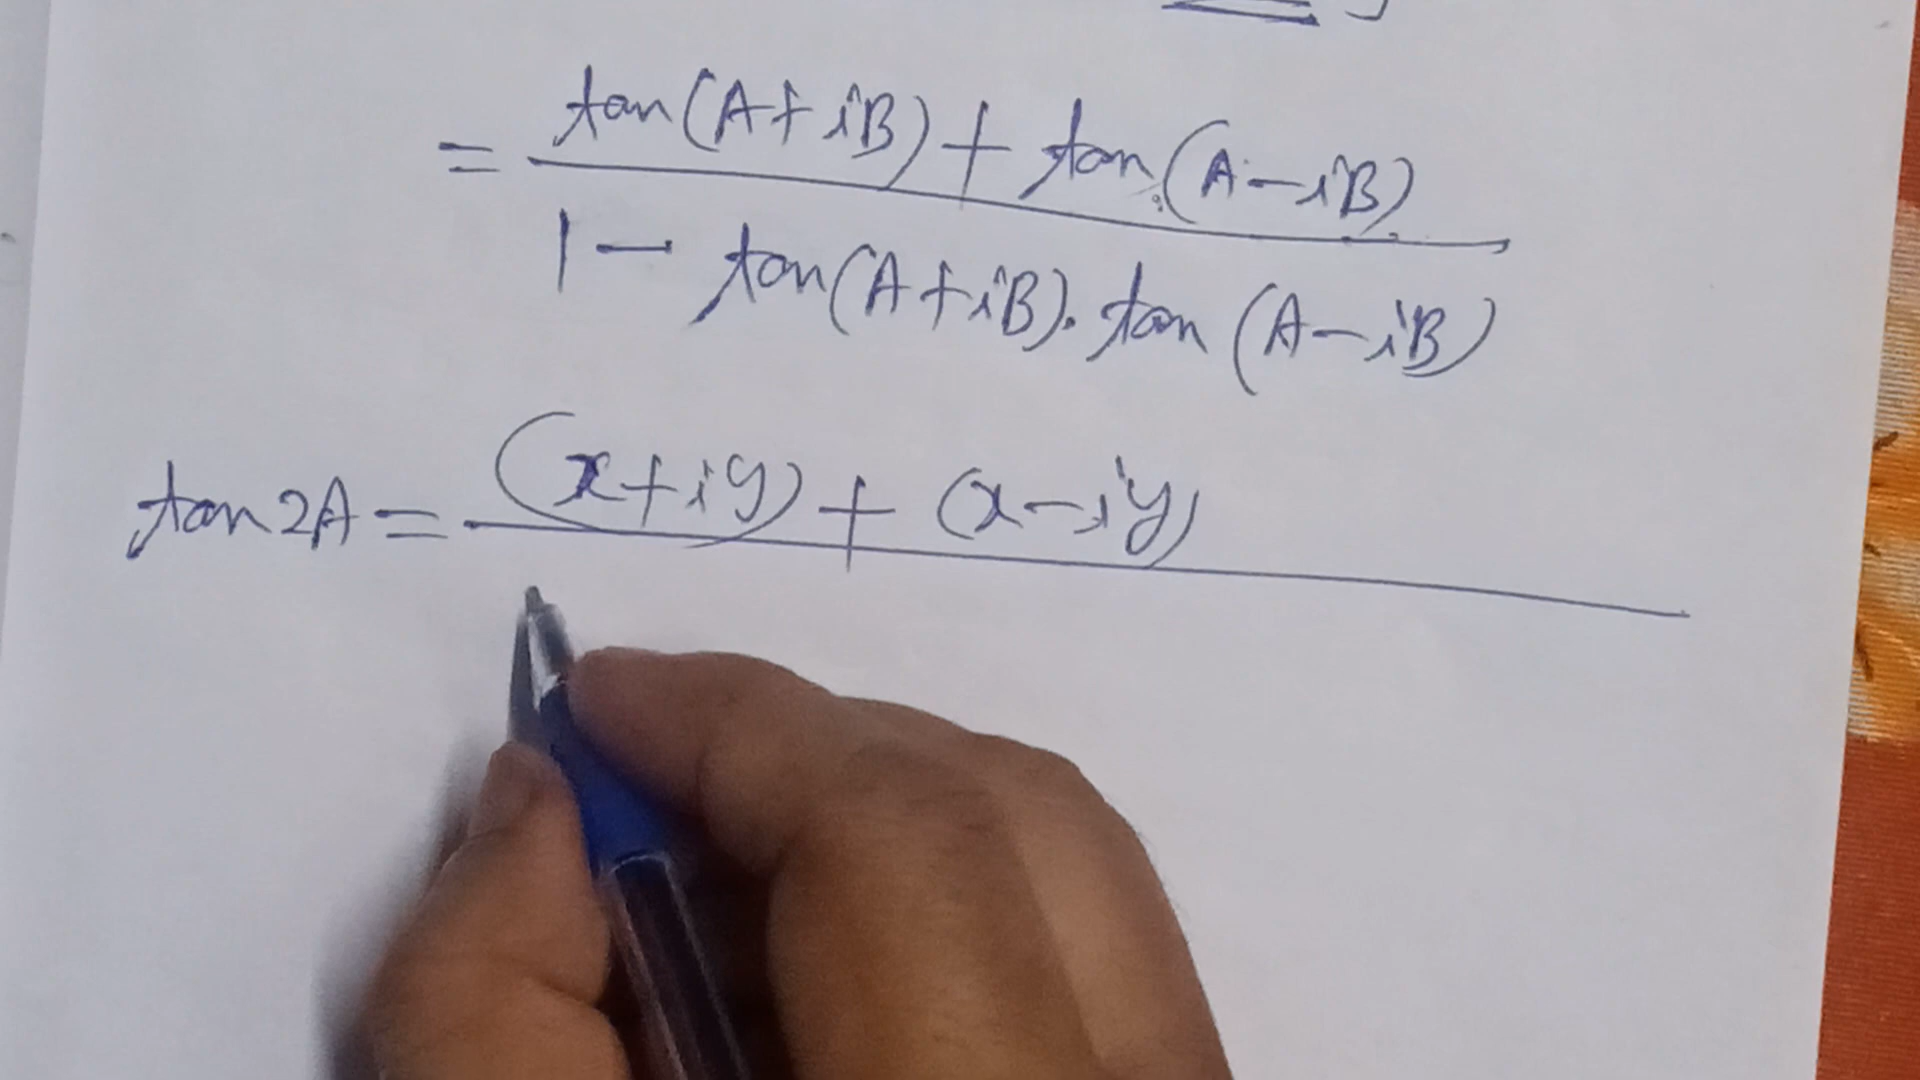 = tan(A+iB) + tan(A-iB)
1 - tan(A+iB). tan(A-iB)
tan2A = (x+iy) + (x-iy)